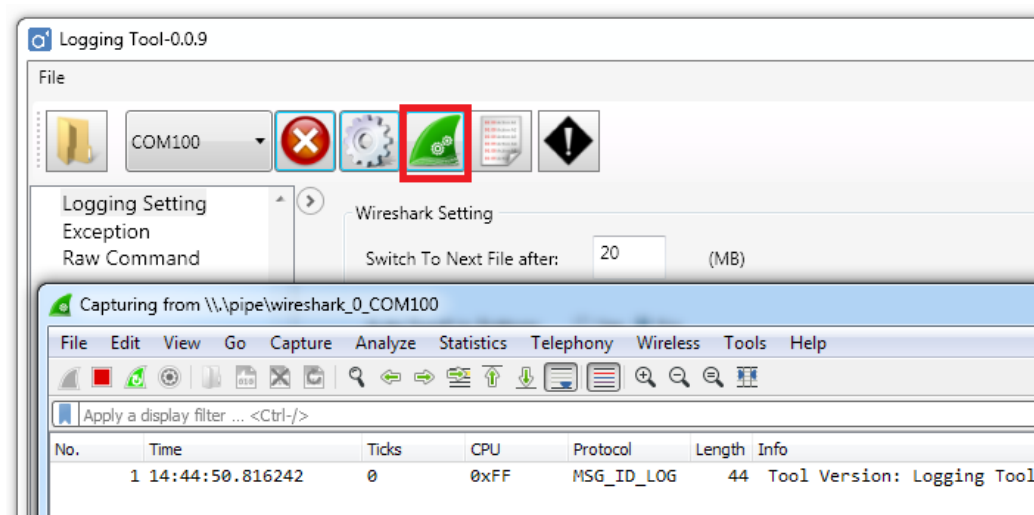 Logging Tool-0.0.9
File
COM100
Logging Setting
Exception
Raw Command
Wireshark Setting
Switch To Next File after: 20 (MB)
Capturing from \\.\pipe\wireshark_0_COM100
File Edit View Go Capture Analyze Statistics Telephony Wireless Tools Help
Apply a display filter ... <Ctrl-/>
No. Time Ticks CPU Protocol Length Info
1 14:44:50.816242 0 0xFF MSG_ID_LOG 44 Tool Version: Logging Tool